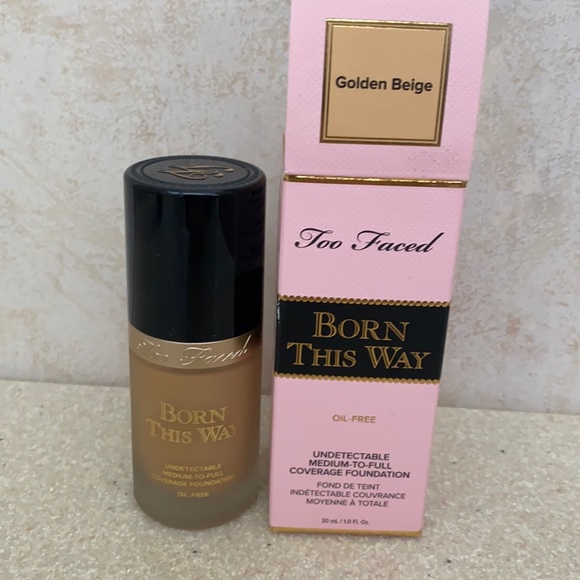 Golden Beige
Too Faced
BORN
THIS WAY
OIL-FREE
UNDETECTABLE
MEDIUM-TO-FULL
COVERAGE FOUNDATION
FOND DE TEINT
INDÉTECTABLE COUVRANCE
MOYENNE À TOTALE
30 mL / 1.0 Fl. Oz.
Too Faced
BORN
THIS WAY
UNDETECTABLE
MEDIUM-TO-FULL
COVERAGE FOUNDATION
OIL-FREE